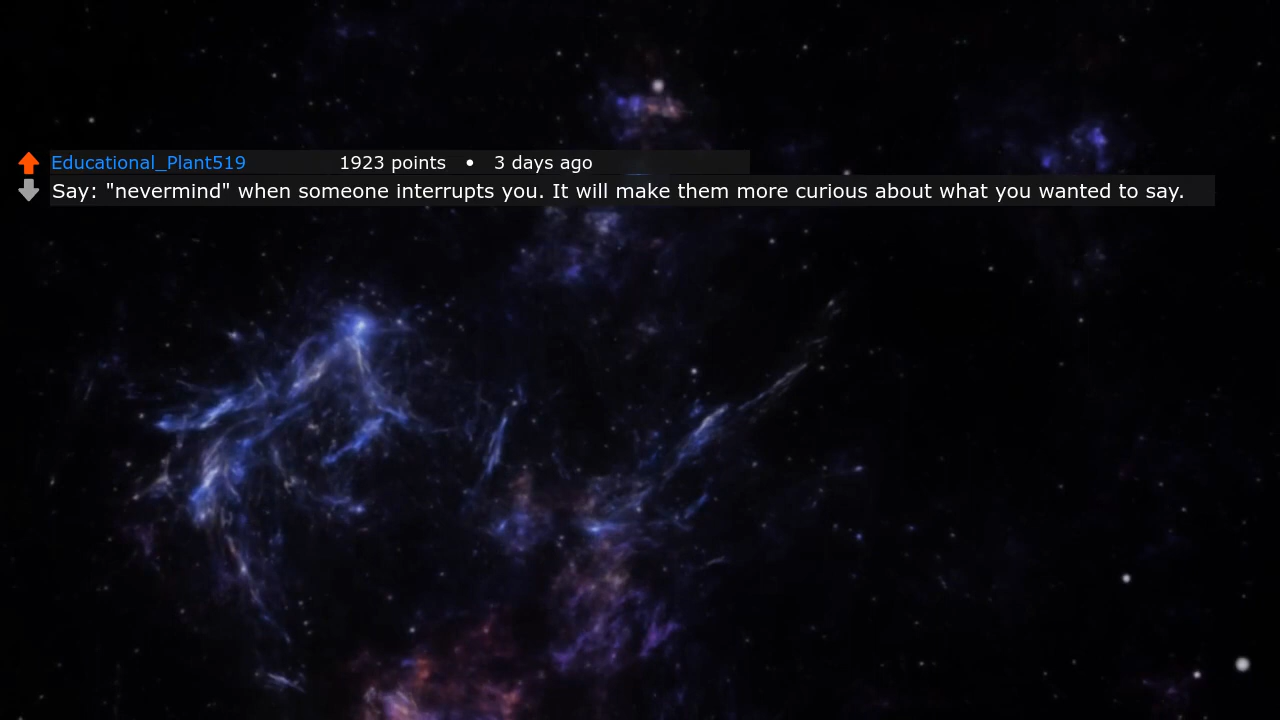 Educational_Plant519 1923 points • 3 days ago
Say: "nevermind" when someone interrupts you. It will make them more curious about what you wanted to say.